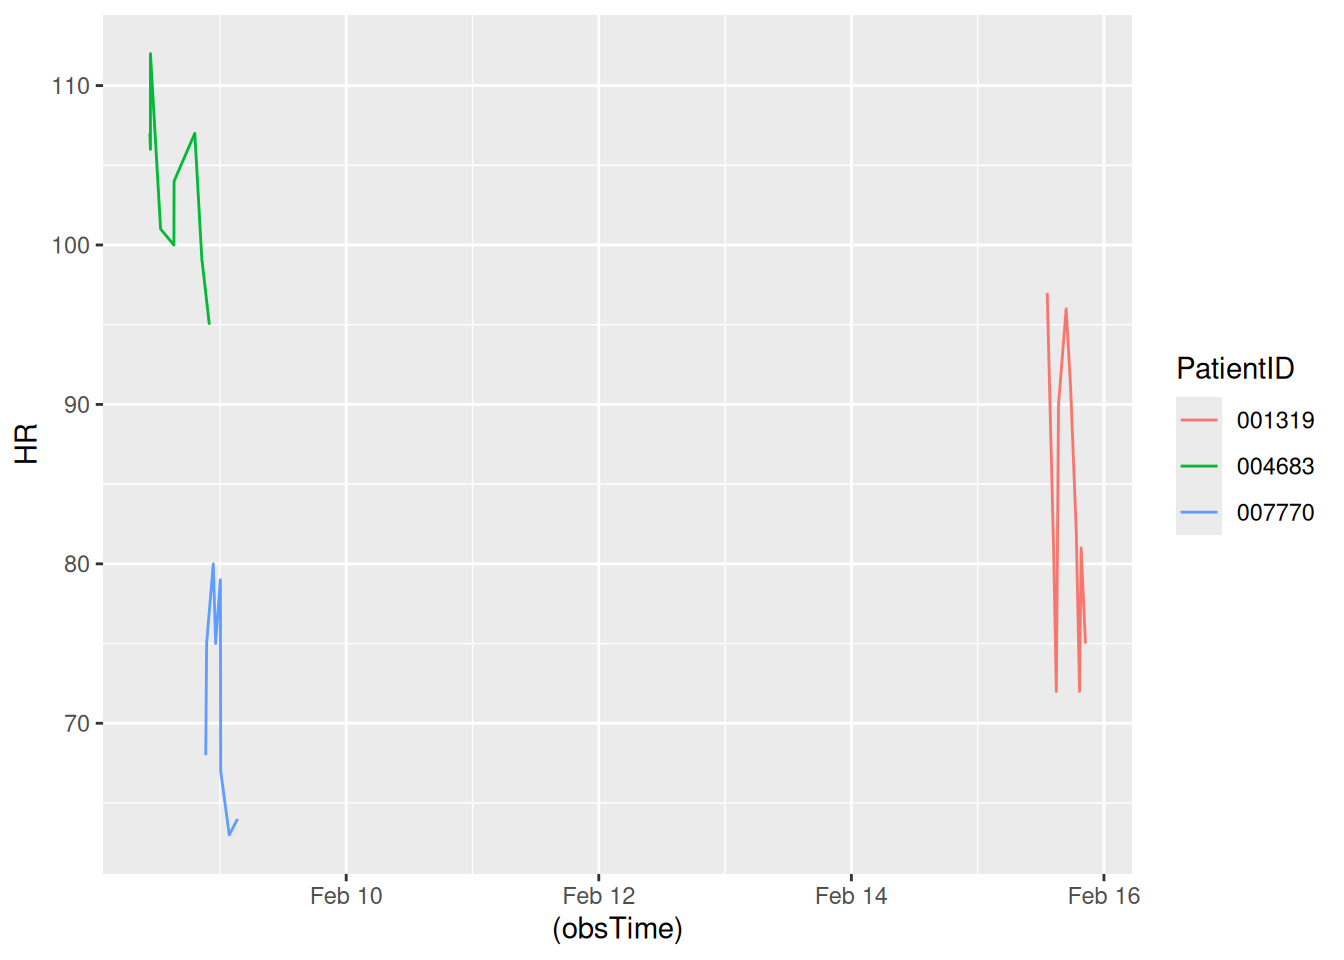 110
100
90
80
70
HR
Feb 10
Feb 12
Feb 14
Feb 16
(obsTime)
PatientID
001319
004683
007770